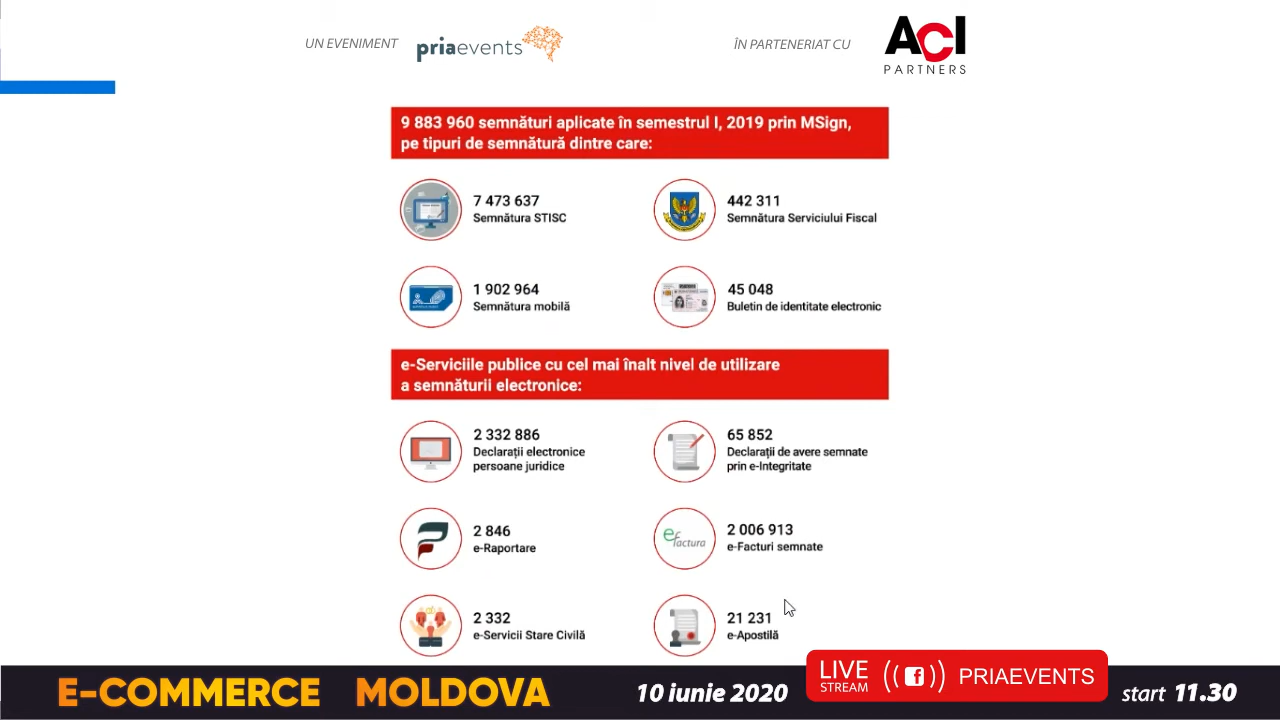 UN EVENIMENT
priaevents
ÎN PARTENERIAT CU
ACI
PARTNERS
9 883 960 semnături aplicate în semestrul I, 2019 prin MSign,
pe tipuri de semnătură dintre care:
7 473 637
Semnătura STISC
442 311
Semnătura Serviciului Fiscal
1 902 964
Semnătura mobilă
45 048
Buletin de identitate electronic
e-Serviciile publice cu cel mai înalt nivel de utilizare
a semnăturii electronice:
2 332 886
Declarații electronice
persoane juridice
65 852
Declarații de avere semnate
prin e-Integritate
2 846
e-Raportare
efactura
2 006 913
e-Facturi semnate
2 332
e-Servicii Stare Civilă
21 231
e-Apostilă
E-COMMERCE MOLDOVA
10 iunie 2020
LIVE
STREAM
PRIAEVENTS
start 11.30